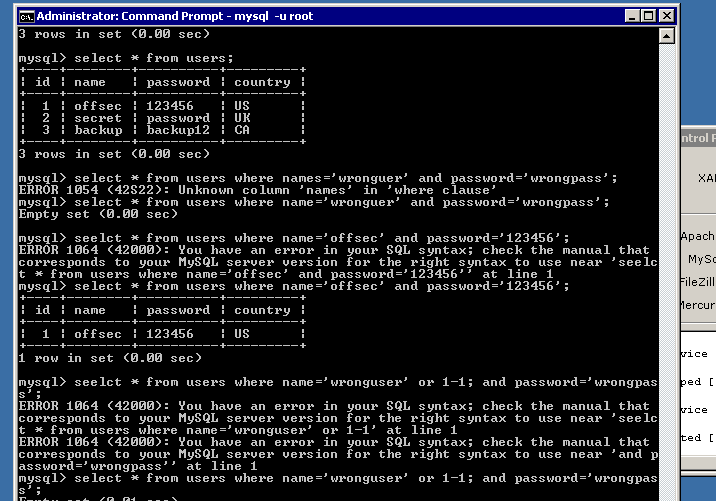 Administrator: Command Prompt - mysql -u root
3 rows in set (0.00 sec)
mysql> select * from users;
+----+--------+----------+---------+
| id | name | password | country |
+----+--------+----------+---------+
| 1 | offsec | 123456 | US |
| 2 | secret | password | UK |
| 3 | backup | backup12 | CA |
+----+--------+----------+---------+
3 rows in set (0.00 sec)
mysql> select * from users where names='wronguer' and password='wrongpass';
ERROR 1054 (42S22): Unknown column 'names' in 'where clause'
mysql> select * from users where name='wronguer' and password='wrongpass';
Empty set (0.00 sec)
mysql> seelct * from users where name='offsec' and password='123456';
ERROR 1064 (42000): You have an error in your SQL syntax; check the manual that
corresponds to your MySQL server version for the right syntax to use near 'seelc
t * from users where name='offsec' and password='123456'' at line 1
mysql> select * from users where name='offsec' and password='123456';
+----+--------+----------+---------+
| id | name | password | country |
+----+--------+----------+---------+
| 1 | offsec | 123456 | US |
+----+--------+----------+---------+
1 row in set (0.00 sec)
mysql> seelct * from users where name='wronguser' or 1-1; and password='wrongpas
s';
ERROR 1064 (42000): You have an error in your SQL syntax; check the manual that
corresponds to your MySQL server version for the right syntax to use near 'seelc
t * from users where name='wronguser' or 1-1' at line 1
ERROR 1064 (42000): You have an error in your SQL syntax; check the manual that
corresponds to your MySQL server version for the right syntax to use near 'and p
assword='wrongpass'' at line 1
mysql> select * from users where name='wronguser' or 1-1; and password='wrongpas
s';
Empty set (0.01 sec)
ntrol P
XAI
Apach
MySo
FileZill
Mercur
vice
ped [
vice
ted [